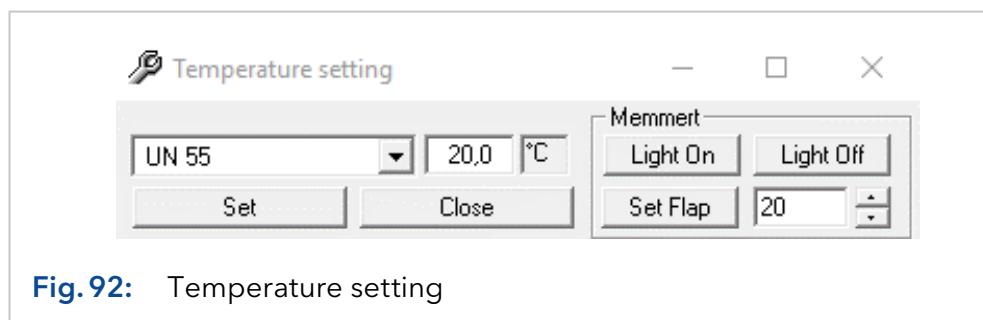 Temperature setting
Memmert
UN 55 20,0 °C Light On Light Off
Set Close Set Flap 20
Fig. 92: Temperature setting